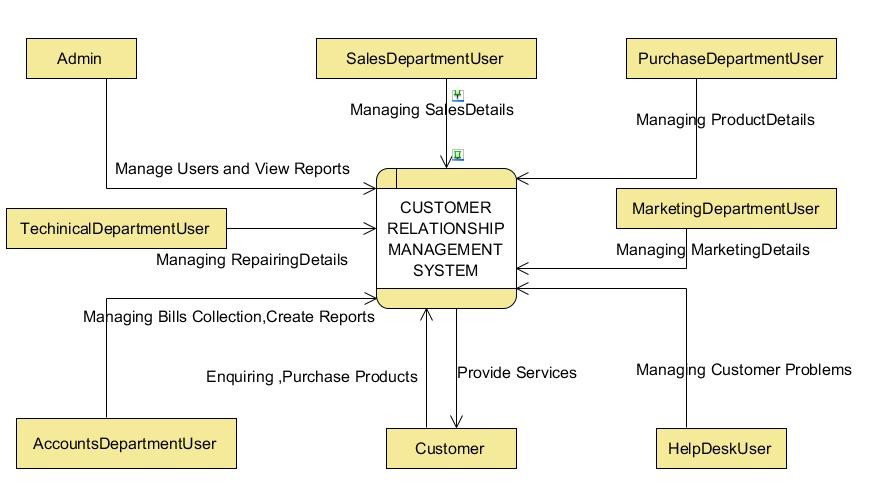 Admin
SalesDepartmentUser
PurchaseDepartmentUser
Managing SalesDetails
Managing ProductDetails
Manage Users and View Reports
CUSTOMER
RELATIONSHIP
MANAGEMENT
SYSTEM
MarketingDepartmentUser
TechinicalDepartmentUser
Managing MarketingDetails
Managing RepairingDetails
Managing Bills Collection,Create Reports
Enquiring ,Purchase Products
Provide Services
Managing Customer Problems
AccountsDepartmentUser
Customer
HelpDeskUser